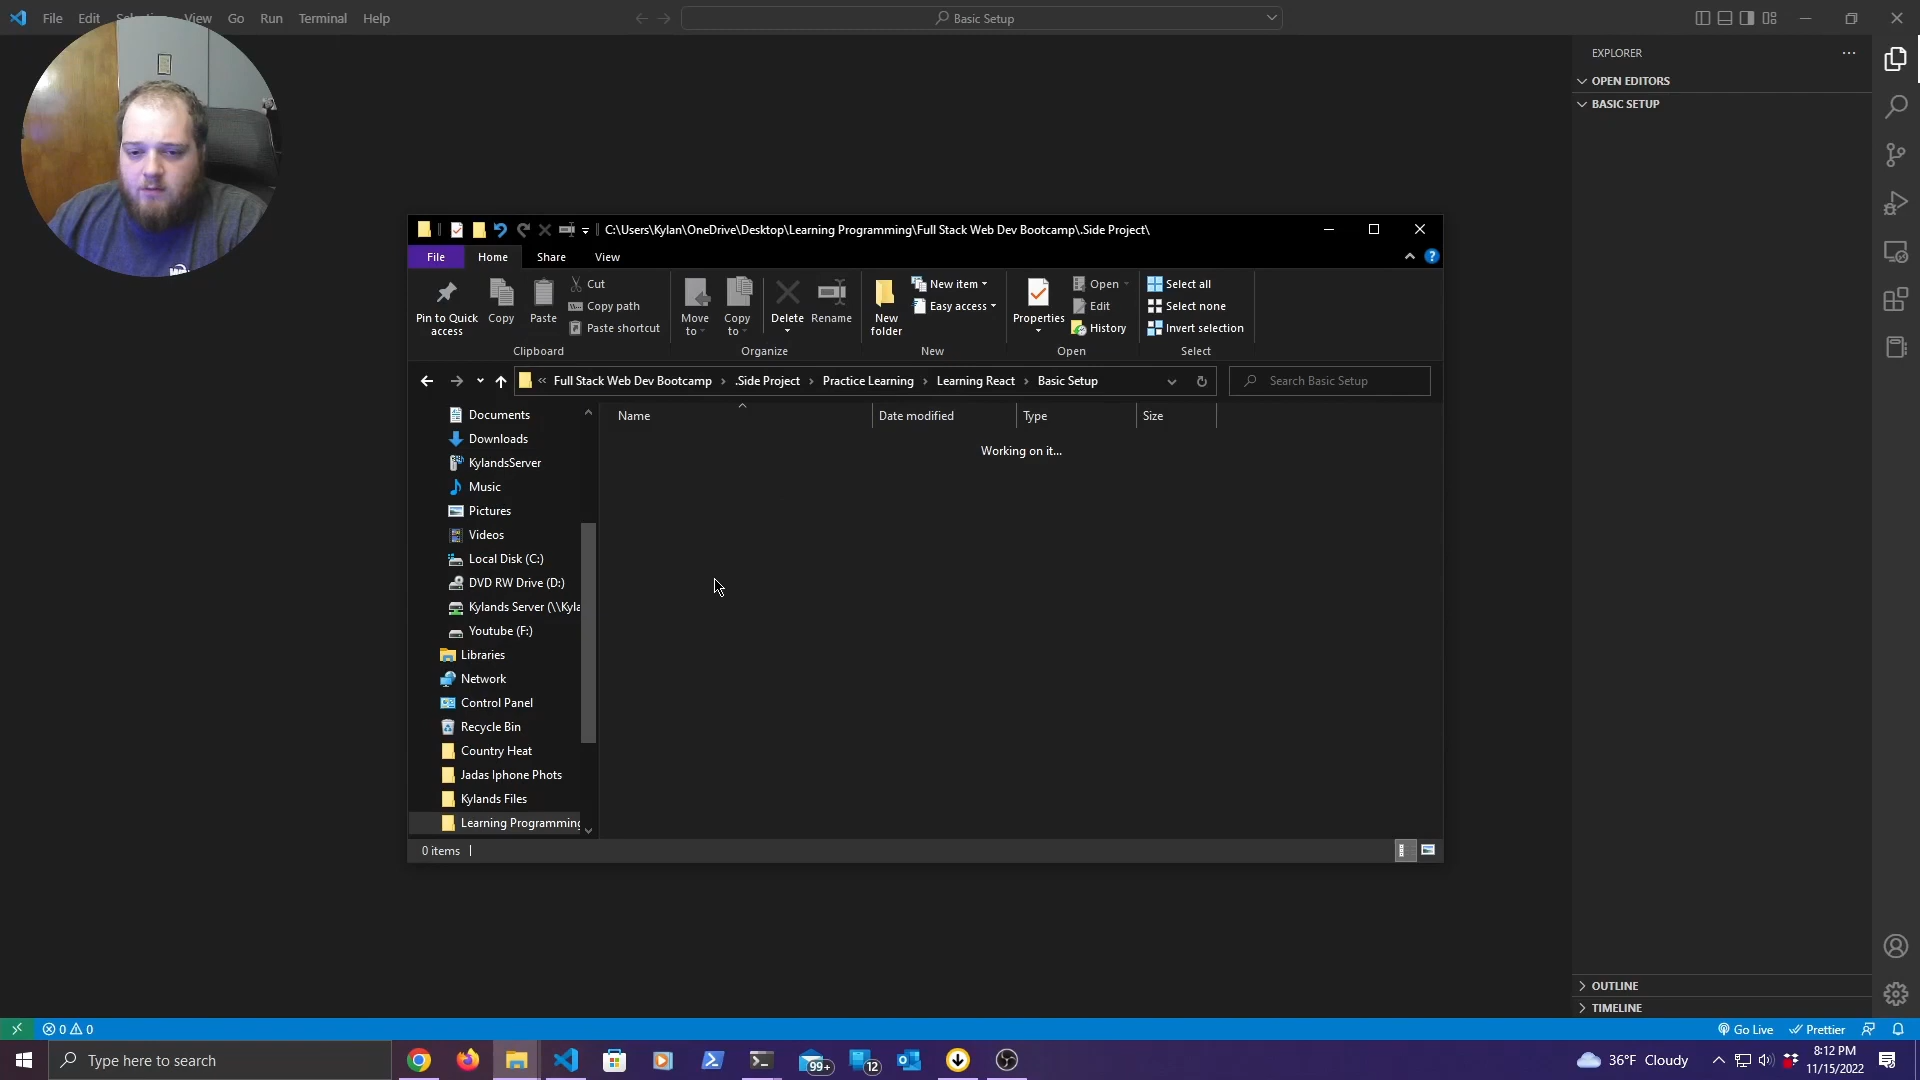 File Edit Selection View Go Run Terminal Help
Basic Setup
EXPLORER
OPEN EDITORS
BASIC SETUP
C:\Users\Kylan\OneDrive\Desktop\Learning Programming\Full Stack Web Dev Bootcamp\.Side Project\
File Home Share View
Pin to Quick access
Copy
Paste
Cut
Copy path
Paste shortcut
Clipboard
Move to
Copy to
Delete
Rename
Organize
New folder
New item
Easy access
New
Properties
Open
Edit
History
Open
Select all
Select none
Invert selection
Select
« Full Stack Web Dev Bootcamp › .Side Project › Practice Learning › Learning React › Basic Setup
Search Basic Setup
Name Date modified Type Size
Working on it...
Documents
Downloads
KylandsServer
Music
Pictures
Videos
Local Disk (C:)
DVD RW Drive (D:)
Kylands Server (\\Kyla
Youtube (F:)
Libraries
Network
Control Panel
Recycle Bin
Country Heat
Jadas Iphone Phots
Kylands Files
Learning Programming
0 items
OUTLINE
TIMELINE
0 0
Go Live Prettier
Type here to search
99+
12
36°F Cloudy
8:12 PM
11/15/2022